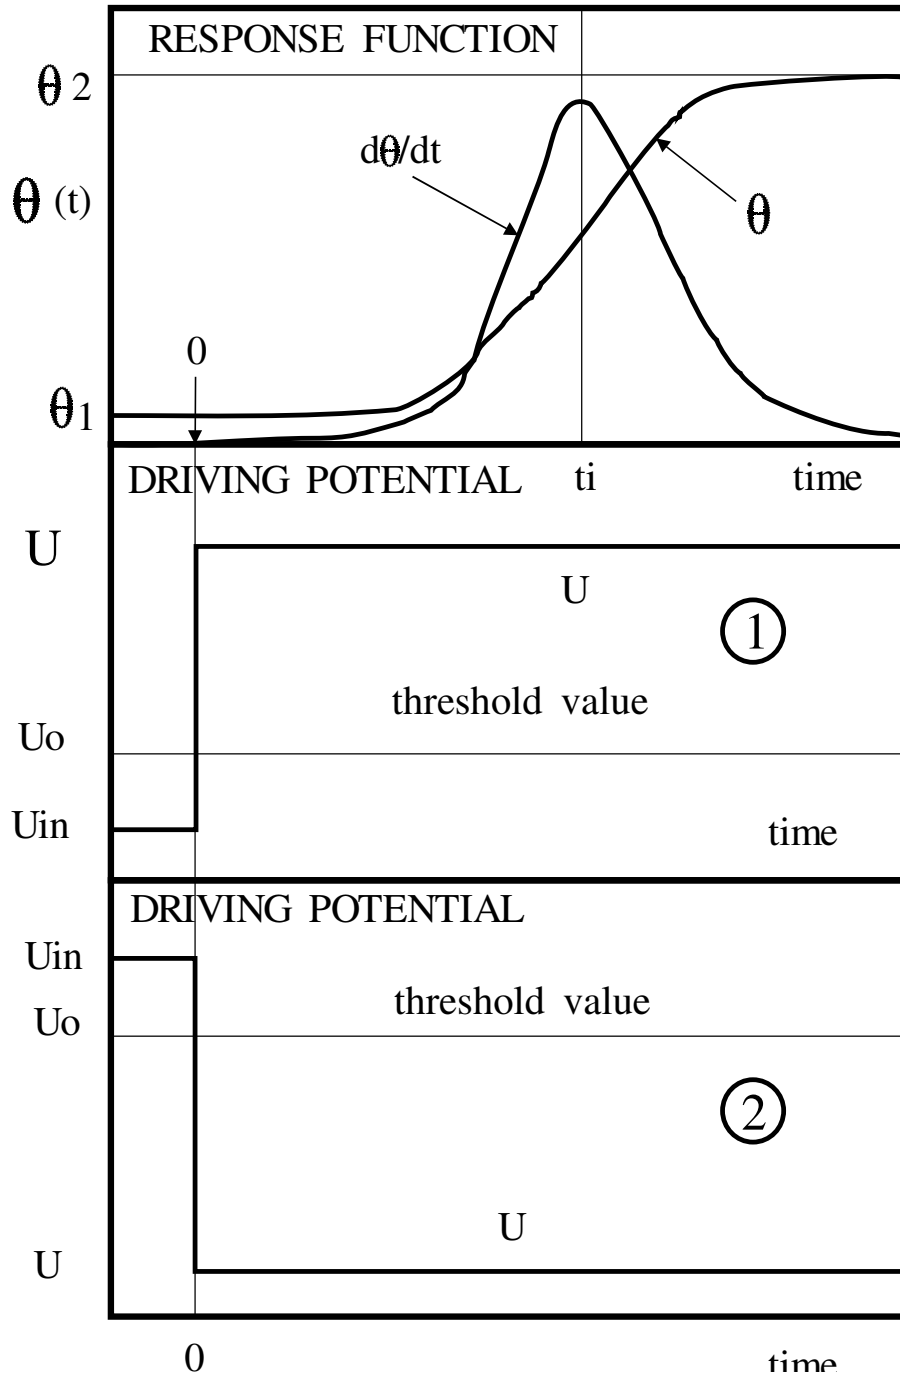 RESPONSE FUNCTION
θ2
dθ/dt
θ (t)
θ
0
θ1
DRIVING POTENTIAL ti time
U
U
1
threshold value
Uo
Uin
time
DRIVING POTENTIAL
Uin
threshold value
Uo
2
U
U
0
time